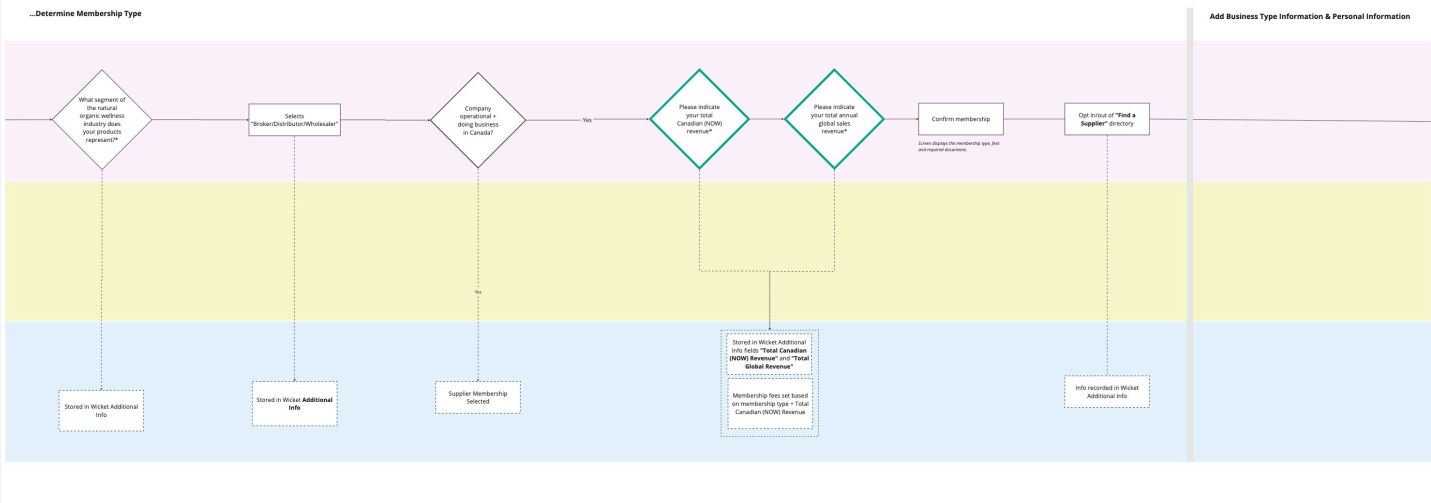 ...Determine Membership Type
Add Business Type Information & Personal Information
What segment of
the natural
organic wellness
industry does
your products
represent?*
Selects
"Broker/Distributor/Wholesaler"
Company
operational +
doing business
in Canada?
Yes
Please indicate
your total
Canadian (NOW)
revenue*
Please indicate
your total annual
global sales
revenue*
Confirm membership
Screen displays the membership type, fees
and required documents.
Opt in/out of "Find a
Supplier" directory
Yes
Stored in Wicket Additional
Info
Stored in Wicket Additional
Info
Supplier Membership
Selected
Stored in Wicket Additional
Info fields "Total Canadian
(NOW) Revenue" and "Total
Global Revenue"
Membership fees set based
on membership type + Total
Canadian (NOW) Revenue
Info recorded in Wicket
Additional Info